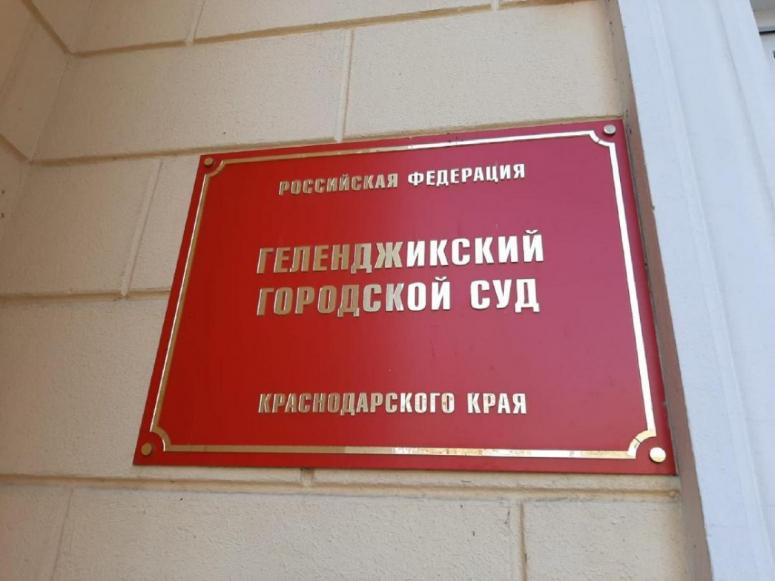 РОССИЙСКАЯ ФЕДЕРАЦИЯ
ГЕЛЕНДЖИКСКИЙ
ГОРОДСКОЙ СУД
КРАСНОДАРСКОГО КРАЯ